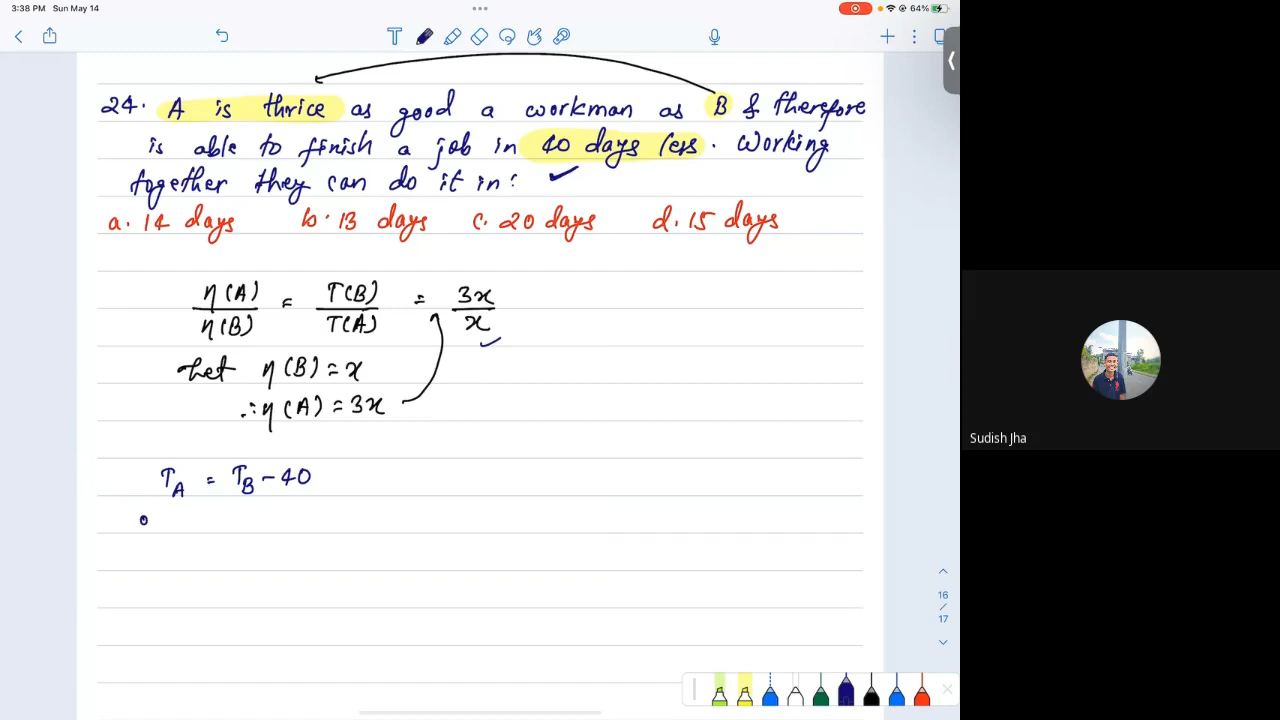 3:38 PM Sun May 14
64%
24. A is thrice as good a workman as B & therefore
is able to finish a job in 40 days less. Working
together they can do it in:
a. 14 days b. 13 days c. 20 days d. 15 days
η(A)/η(B) = T(B)/T(A) = 3x/x
Let η(B) = x
∴ η(A) = 3x
Sudish Jha
T_A = T_B - 40
16
/
17